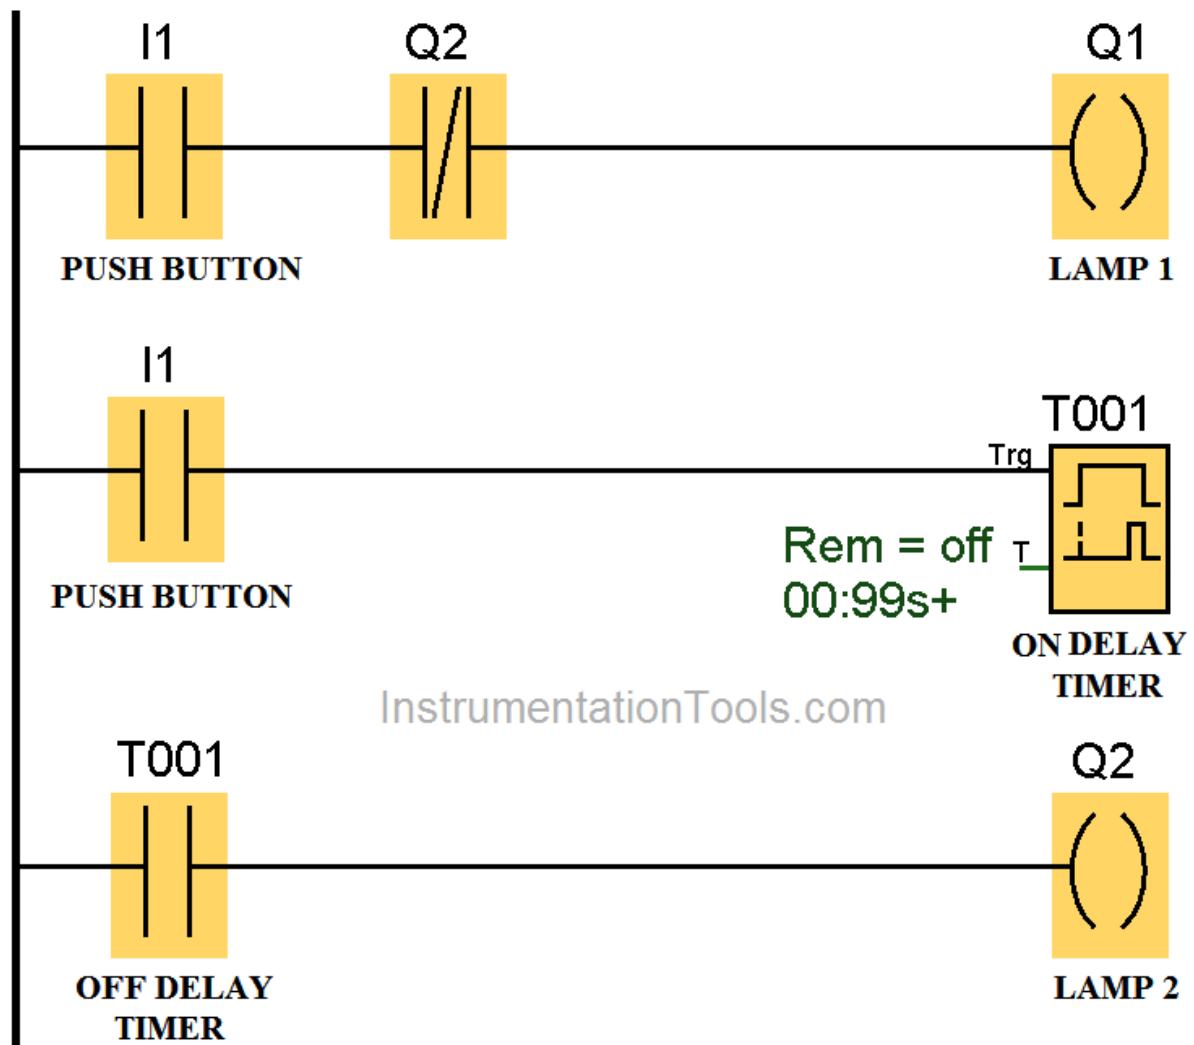 I1 Q2 Q1
PUSH BUTTON LAMP 1
I1
T001
Trg
Rem = off T
00:99s+
PUSH BUTTON
ON DELAY
TIMER
InstrumentationTools.com
T001 Q2
OFF DELAY
TIMER
LAMP 2